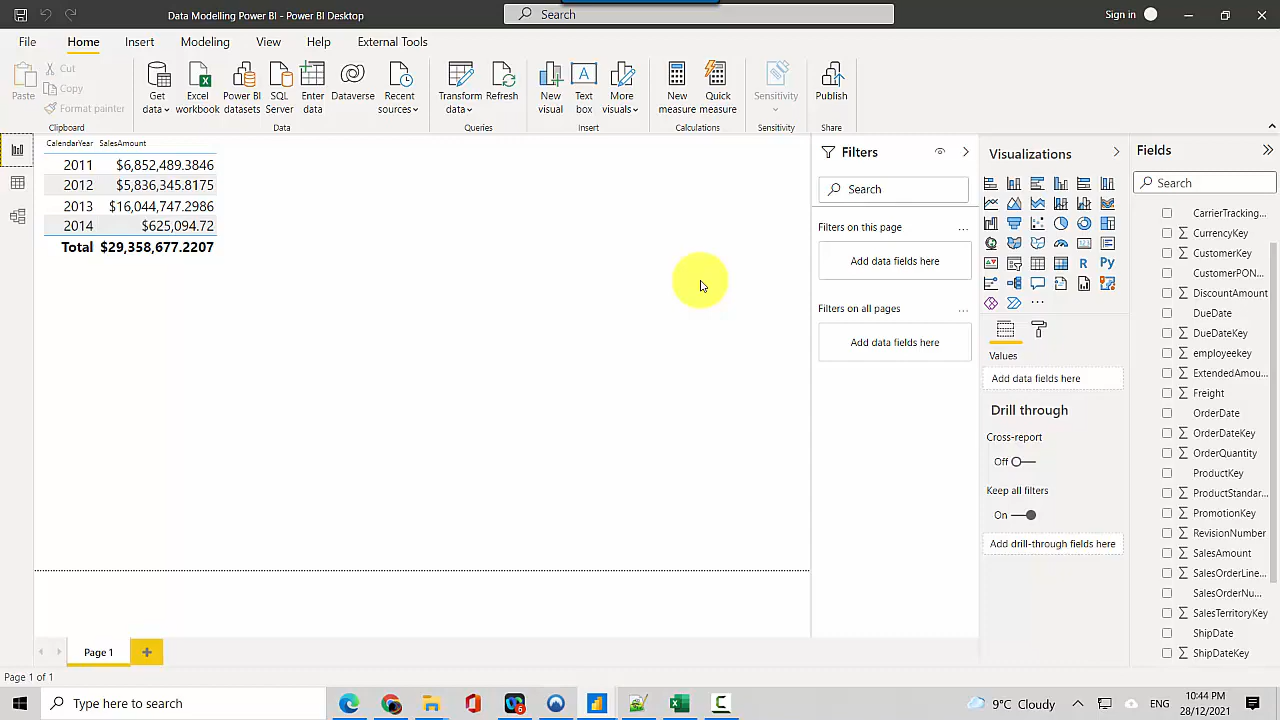 Data Modelling Power BI - Power BI Desktop
Search
Sign in
File
Home
Insert
Modeling
View
Help
External Tools
Paste
Cut
Copy
Format painter
Get
data
Excel
workbook
Power BI
datasets
SQL
Server
Enter
data
Dataverse
Recent
sources
Transform
data
Refresh
New
visual
Text
box
More
visuals
New
measure
Quick
measure
Sensitivity
Publish
Clipboard
Data
Queries
Insert
Calculations
Sensitivity
Share
CalendarYear SalesAmount
2011 $6,852,489.3846
2012 $5,836,345.8175
2013 $16,044,747.2986
2014 $625,094.72
Total $29,358,677.2207
Filters
Search
Filters on this page
...
Add data fields here
Filters on all pages
...
Add data fields here
Visualizations
R
Py
...
Values
Add data fields here
Drill through
Cross-report
Off
Keep all filters
On
Add drill-through fields here
Fields
Search
CarrierTracking...
∑ CurrencyKey
∑ CustomerKey
CustomerPON...
∑ DiscountAmount
DueDate
∑ DueDateKey
∑ employeekey
∑ ExtendedAmou...
∑ Freight
OrderDate
∑ OrderDateKey
∑ OrderQuantity
ProductKey
∑ ProductStandar...
∑ PromotionKey
∑ RevisionNumber
∑ SalesAmount
∑ SalesOrderLine...
SalesOrderNu...
∑ SalesTerritoryKey
ShipDate
∑ ShipDateKey
Page 1
Page 1 of 1
Type here to search
6
X
C
9°C Cloudy
ENG
10:44 PM
28/12/2021